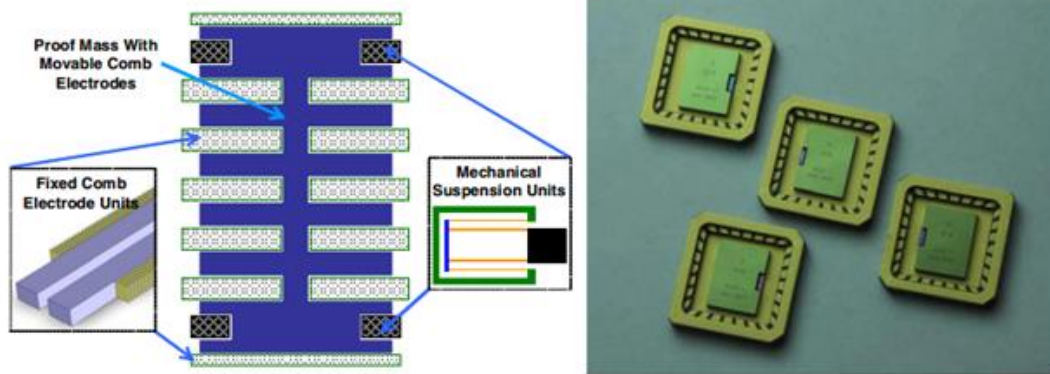 Proof Mass With
Movable Comb
Electrodes
Fixed Comb
Electrode Units
Mechanical
Suspension Units